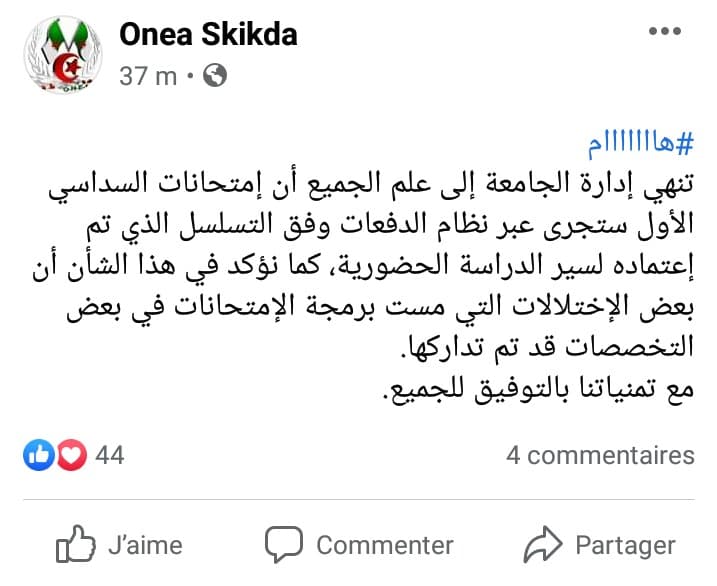 Onea Skikda
37 m
#هااااااام
تنهي إدارة الجامعة إلى علم الجميع أن إمتحانات السداسي
الأول ستجرى عبر نظام الدفعات وفق التسلسل الذي تم
إعتماده لسير الدراسة الحضورية، كما نؤكد في هذا الشأن أن
بعض الإختلالات التي مست برمجة الإمتحانات في بعض
التخصصات قد تم تداركها.
مع تمنياتنا بالتوفيق للجميع.
44
4 commentaires
J’aime
Commenter
Partager